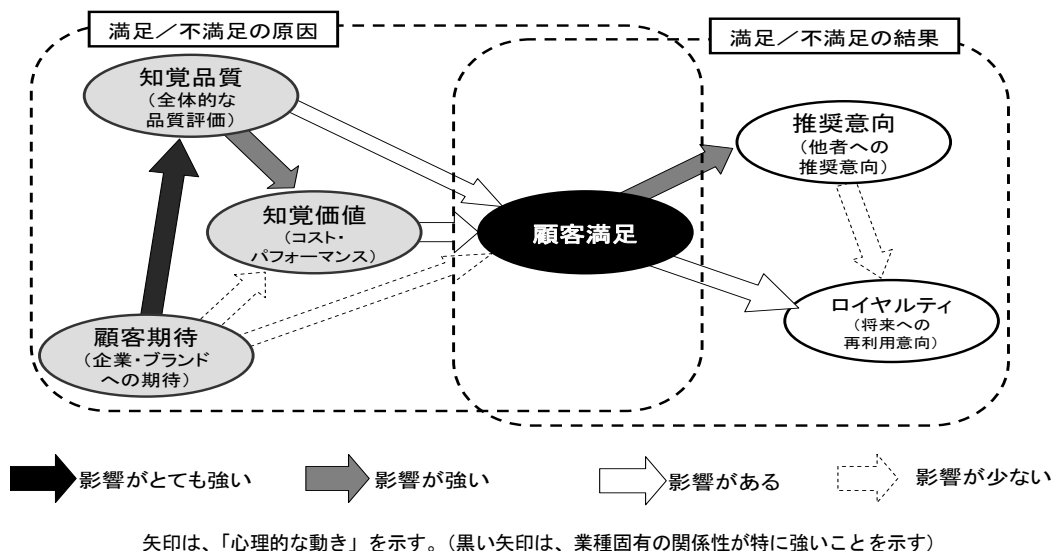 満足／不満足の原因
満足／不満足の結果
知覚品質
（全体的な
品質評価）
推奨意向
（他者への
推奨意向）
知覚価値
（コスト・
パフォーマンス）
顧客満足
顧客期待
（企業・ブランド
への期待）
ロイヤルティ
（将来への
再利用意向）
影響がとても強い
影響が強い
影響がある
影響が少ない
矢印は、「心理的な動き」を示す。（黒い矢印は、業種固有の関係性が特に強いことを示す）